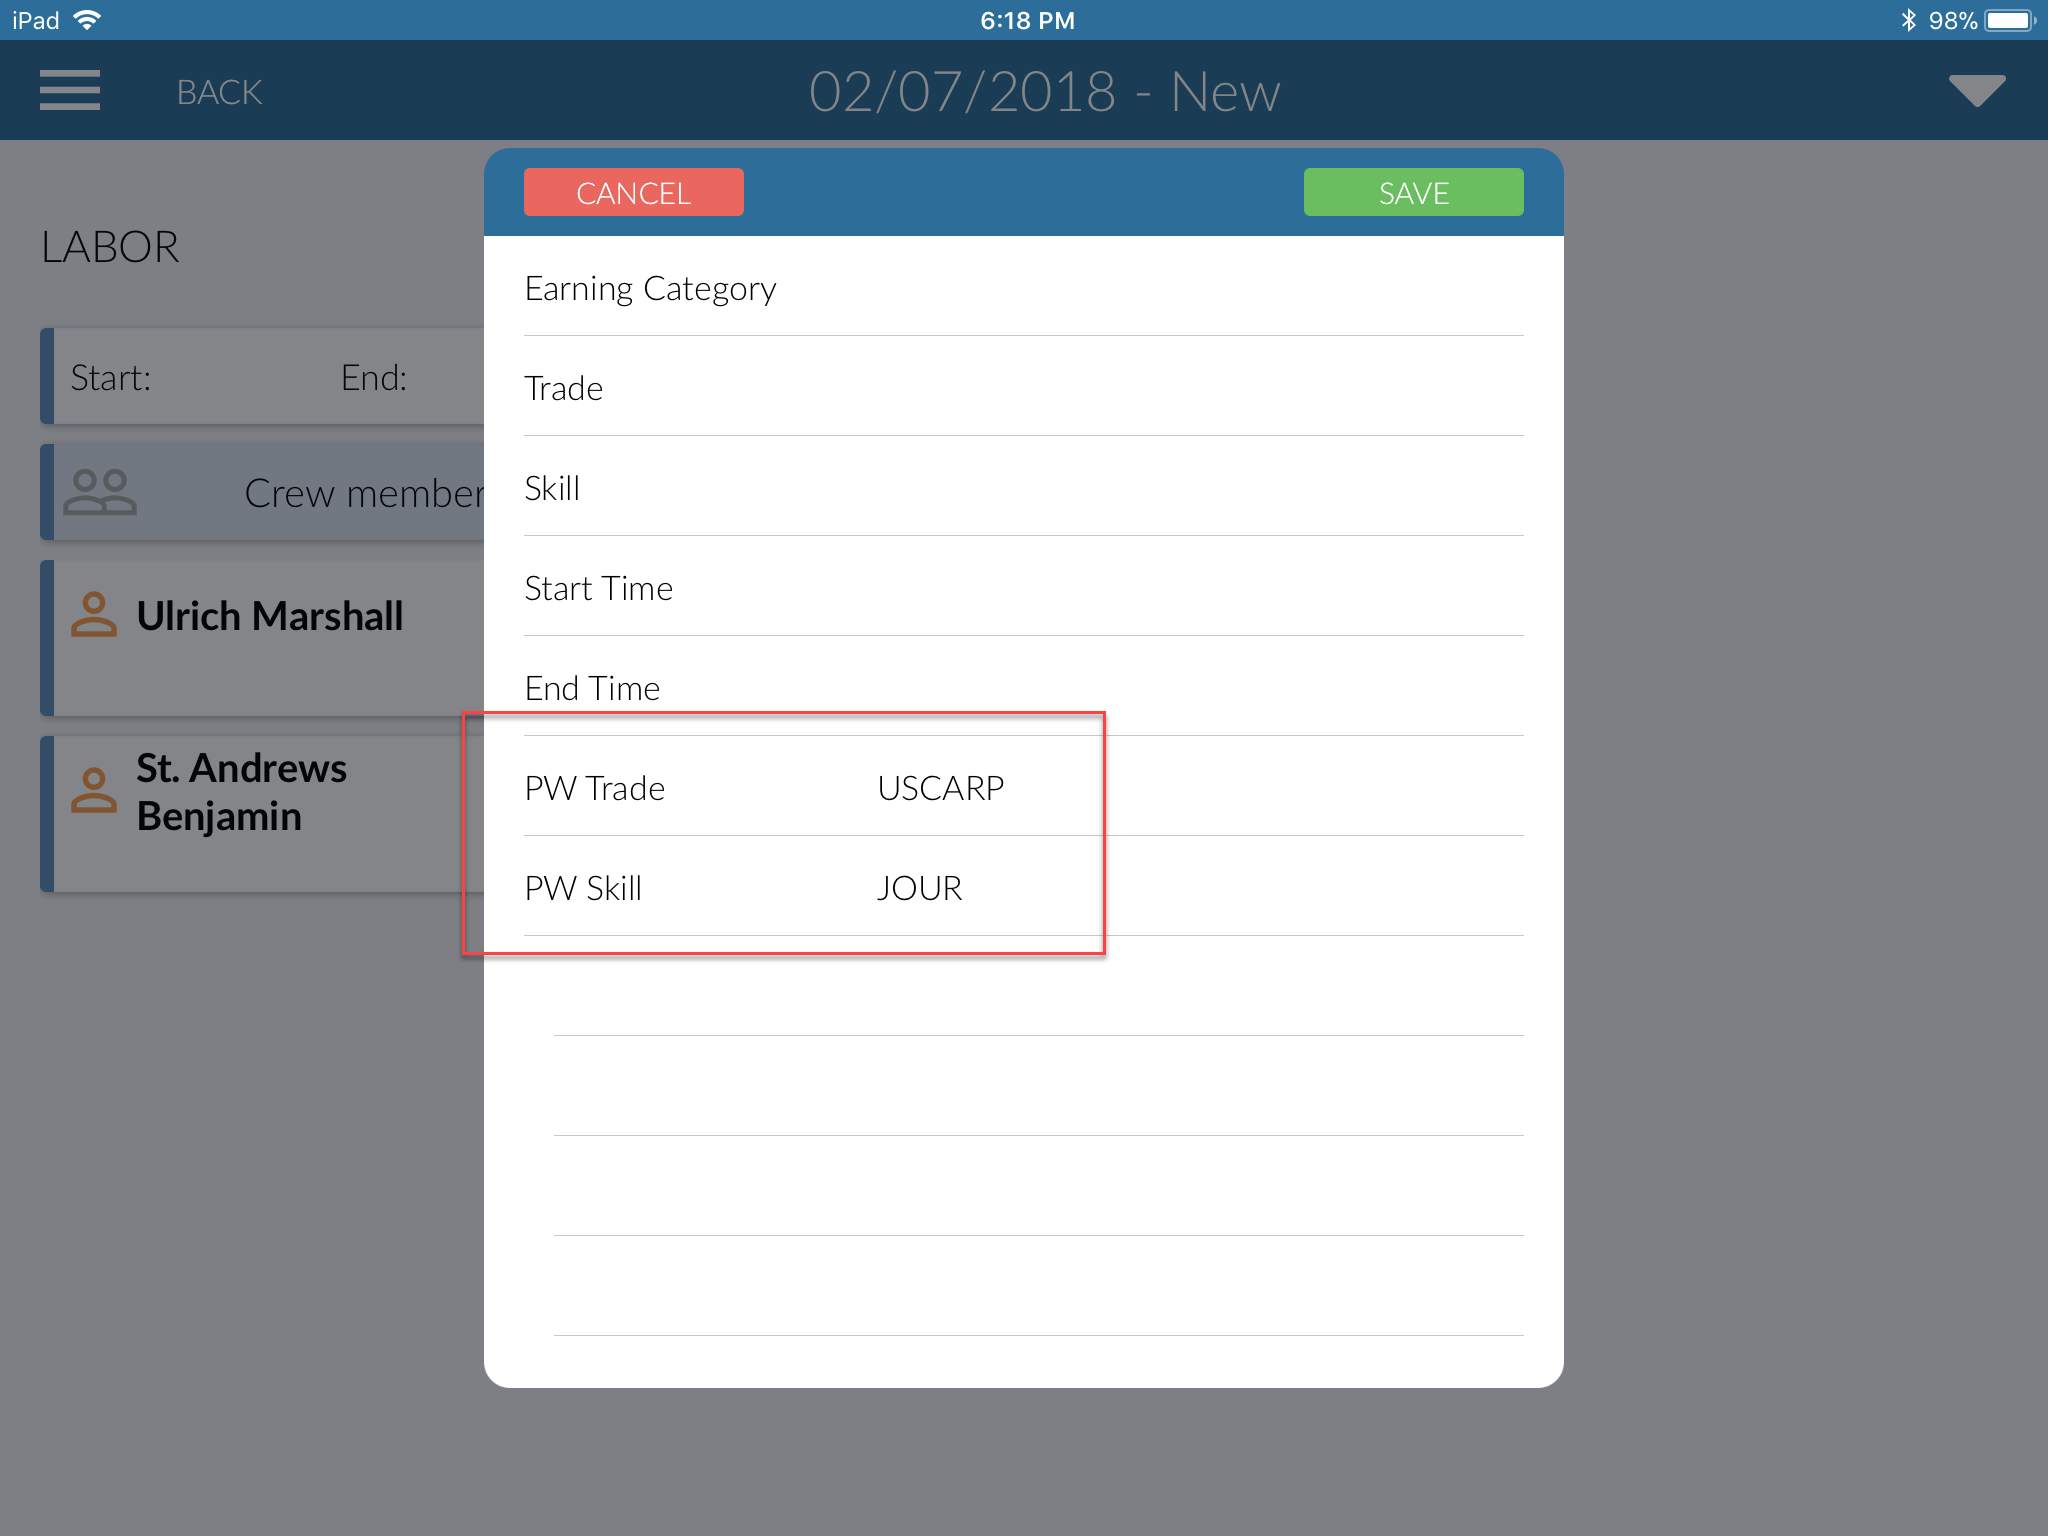 iPad 6:18 PM 98%
BACK 02/07/2018 - New
CANCEL SAVE
LABOR
Earning Category
Start: End:
Trade
Crew member
Skill
Ulrich Marshall
Start Time
End Time
St. Andrews
Benjamin
PW Trade USCARP
PW Skill JOUR